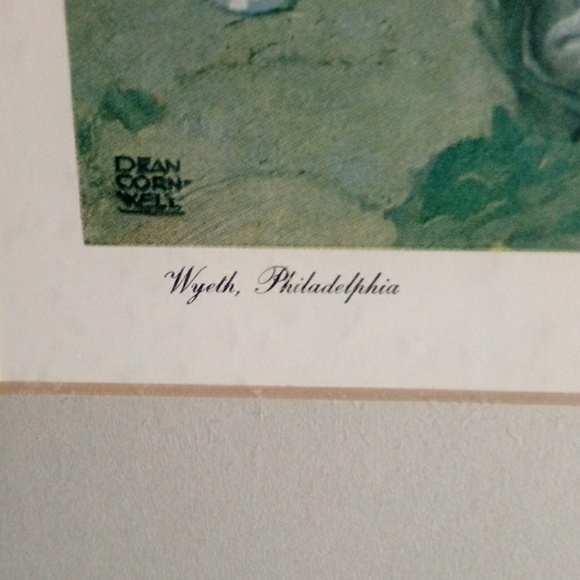 DEAN
CORN-
WELL
Wyeth, Philadelphia